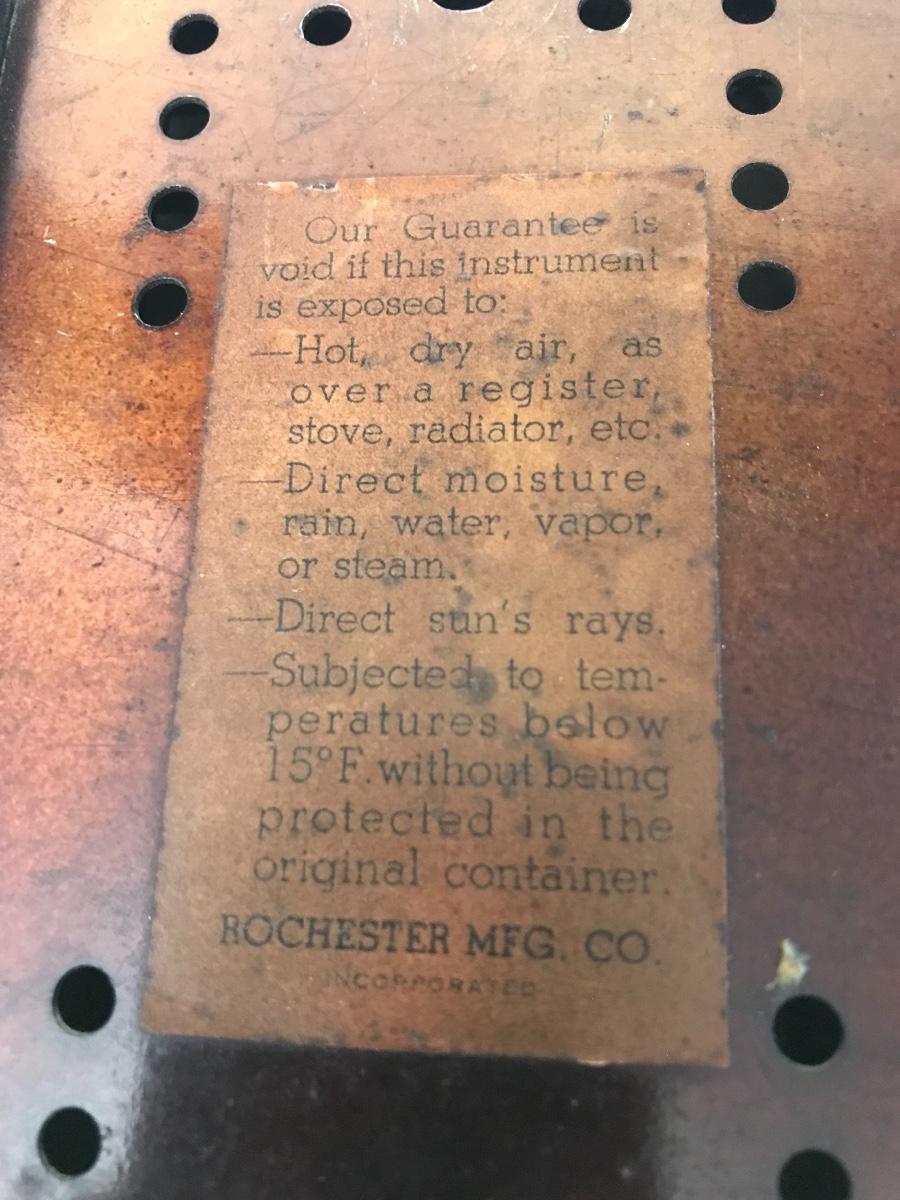 Our Guarantee is
void if this instrument
is exposed to:
—Hot, dry air, as
over a register,
stove, radiator, etc.
—Direct moisture,
rain, water, vapor,
or steam.
—Direct sun's rays.
—Subjected to tem-
peratures below
15°F. without being
protected in the
original container.
ROCHESTER MFG. CO.
INCORPORATED